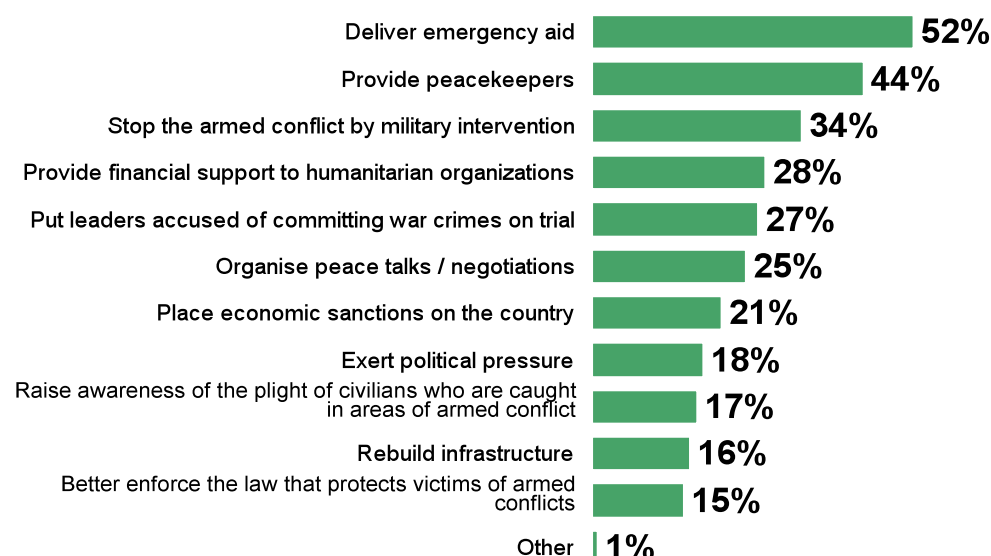 Deliver emergency aid 52%
Provide peacekeepers 44%
Stop the armed conflict by military intervention 34%
Provide financial support to humanitarian organizations 28%
Put leaders accused of committing war crimes on trial 27%
Organise peace talks / negotiations 25%
Place economic sanctions on the country 21%
Exert political pressure 18%
Raise awareness of the plight of civilians who are caught
in areas of armed conflict 17%
Rebuild infrastructure 16%
Better enforce the law that protects victims of armed
conflicts 15%
Other 1%